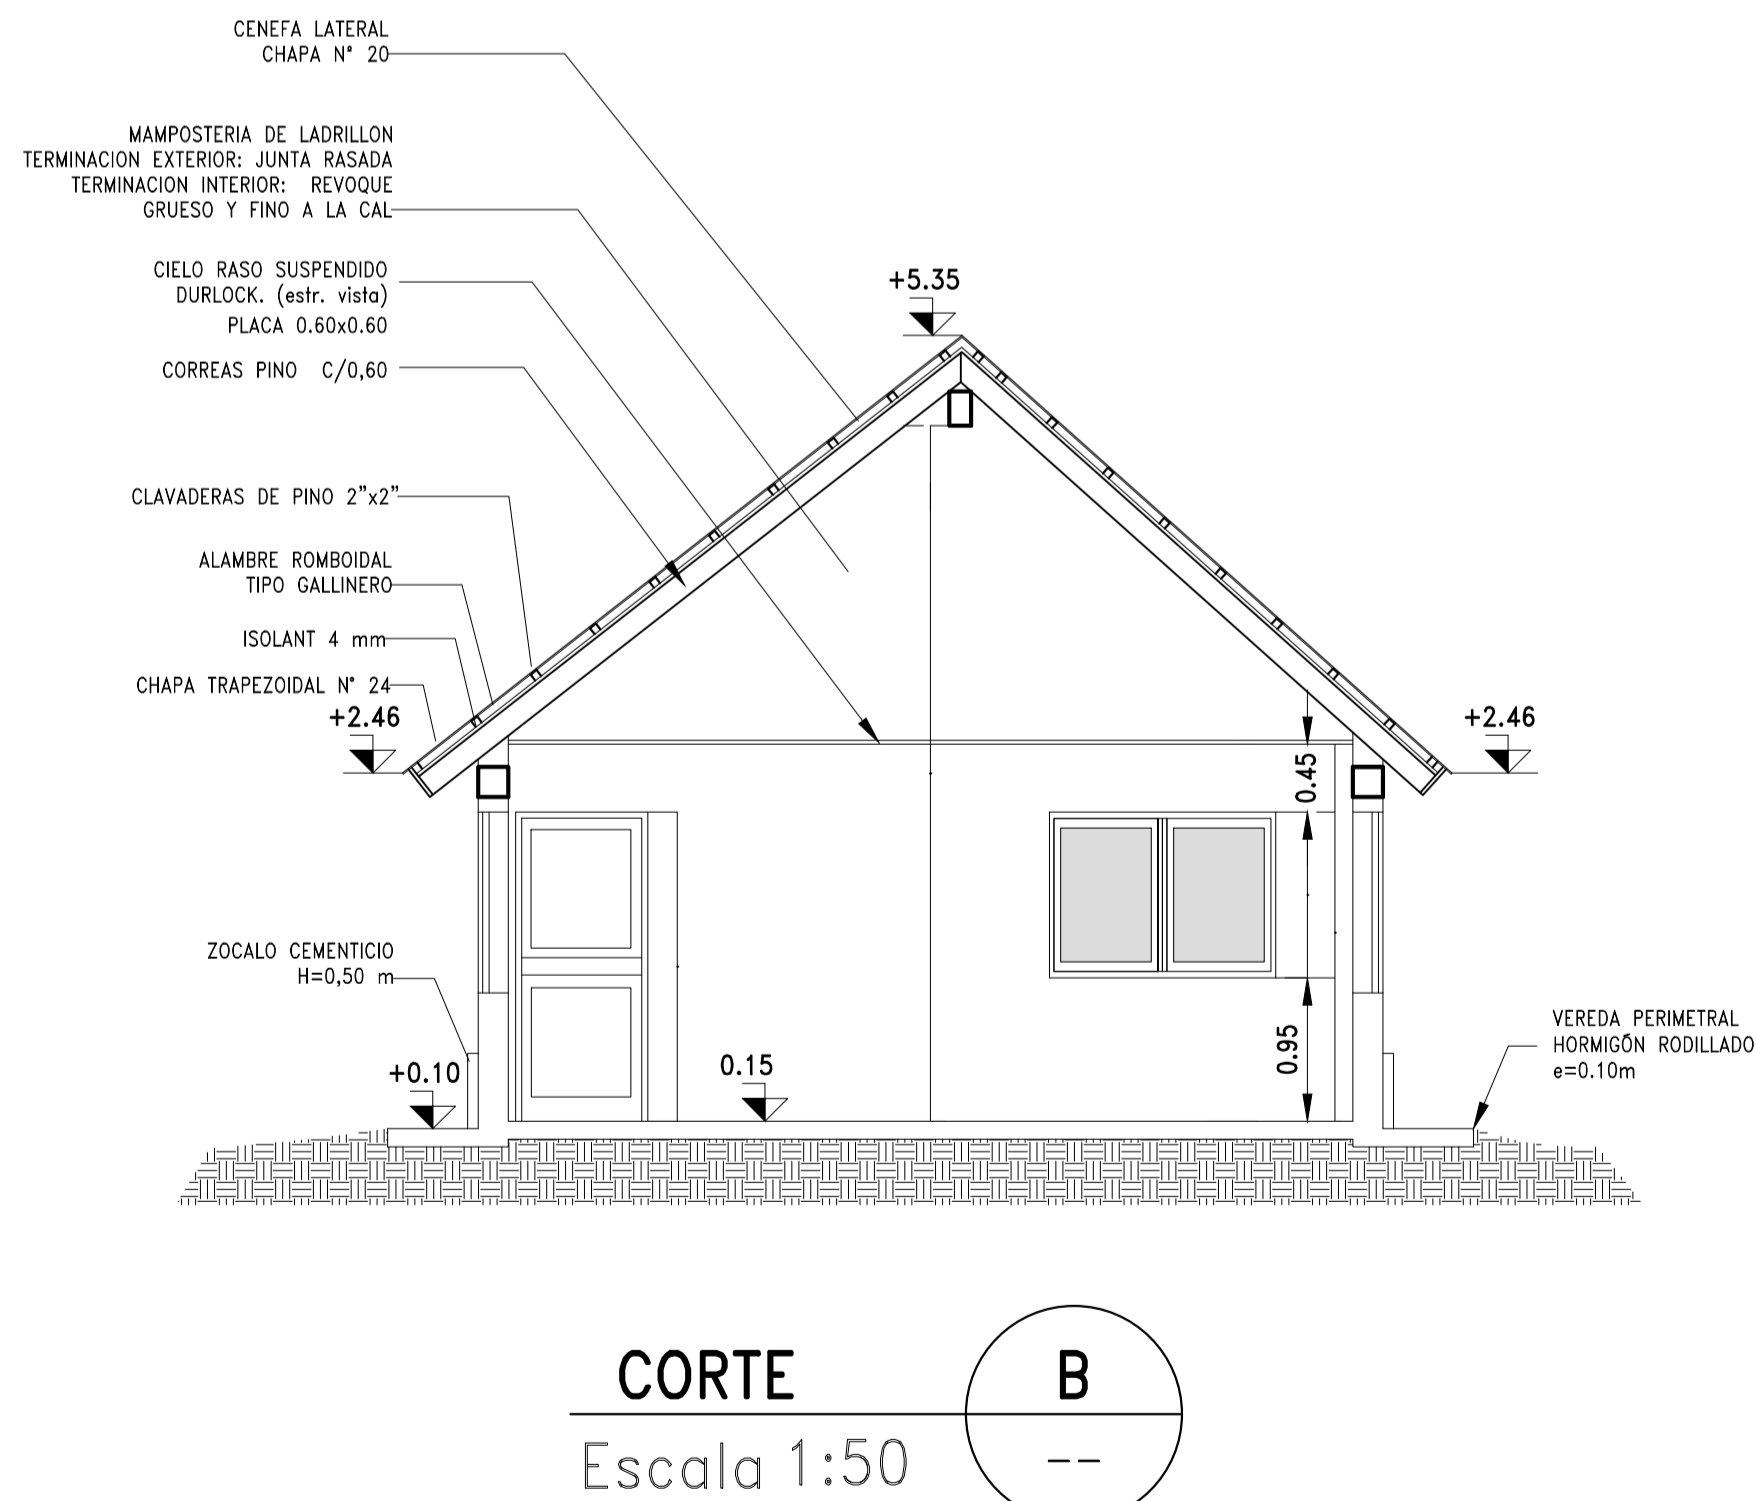 CENEFA LATERAL
CHAPA N° 20
MAMPOSTERIA DE LADRILLON
TERMINACION EXTERIOR: JUNTA RASADA
TERMINACION INTERIOR: REVOQUE
GRUESO Y FINO A LA CAL
CIELO RASO SUSPENDIDO
DURLOCK. (estr. vista)
PLACA 0.60x0.60
CORREAS PINO C/0,60
CLAVADERAS DE PINO 2"x2"
ALAMBRE ROMBOIDAL
TIPO GALLINERO
ISOLANT 4 mm
CHAPA TRAPEZOIDAL N° 24
+2.46
+5.35
+2.46
0.45
0.95
ZOCALO CEMENTICIO
H=0,50 m
+0.10
0.15
VEREDA PERIMETRAL
HORMIGÓN RODILLADO
e=0.10m
CORTE
B
Escala 1:50
--